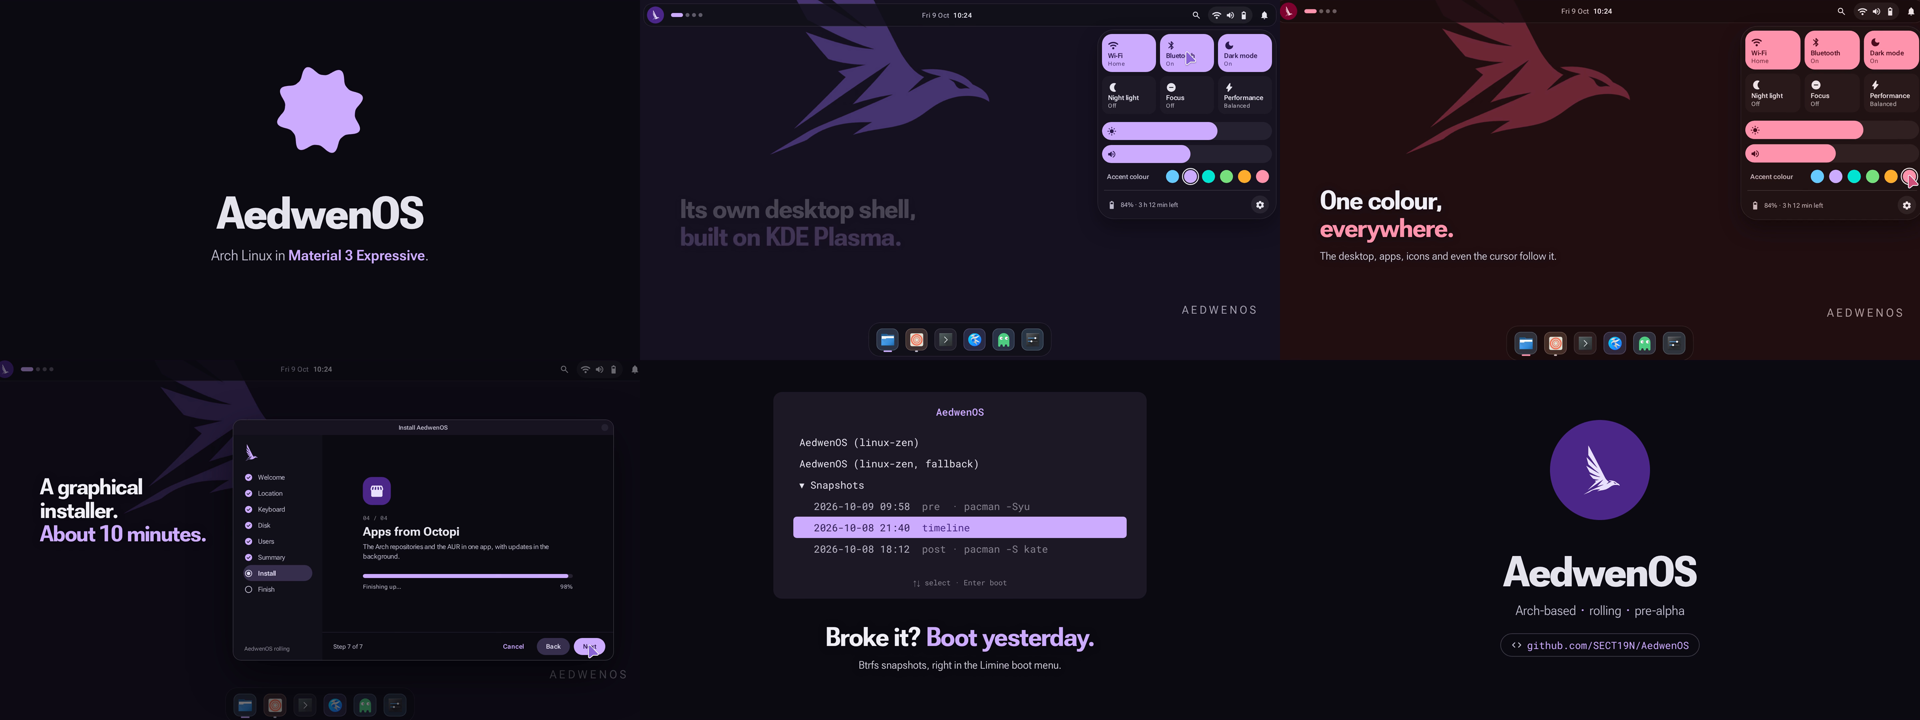 AedwenOS
Arch Linux in Material 3 Expressive.
Fri 9 Oct 10:24
Wi-Fi
Home
Bluetooth
On
Dark mode
On
Night light
Off
Focus
Off
Performance
Balanced
Accent colour
84% · 3 h 12 min left
Its own desktop shell,
built on KDE Plasma.
AEDWENOS
Fri 9 Oct 10:24
Wi-Fi
Home
Bluetooth
On
Dark mode
On
Night light
Off
Focus
Off
Performance
Balanced
Accent colour
84% · 3 h 12 min left
One colour,
everywhere.
The desktop, apps, icons and even the cursor follow it.
AEDWENOS
Fri 9 Oct 10:24
A graphical
installer.
About 10 minutes.
Install AedwenOS
Welcome
Location
Keyboard
Disk
Users
Summary
Install
Finish
AedwenOS rolling
04 / 04
Apps from Octopi
The Arch repositories and the AUR in one app, with updates in the
background.
Finishing up...
98%
Step 7 of 7
Cancel
Back
Next
AEDWENOS
AedwenOS
AedwenOS (linux-zen)
AedwenOS (linux-zen, fallback)
▼ Snapshots
2026-10-09 09:58 pre · pacman -Syu
2026-10-08 21:40 timeline
2026-10-08 18:12 post · pacman -S kate
↑↓ select · Enter boot
Broke it? Boot yesterday.
Btrfs snapshots, right in the Limine boot menu.
AedwenOS
Arch-based · rolling · pre-alpha
<> github.com/SECT19N/AedwenOS